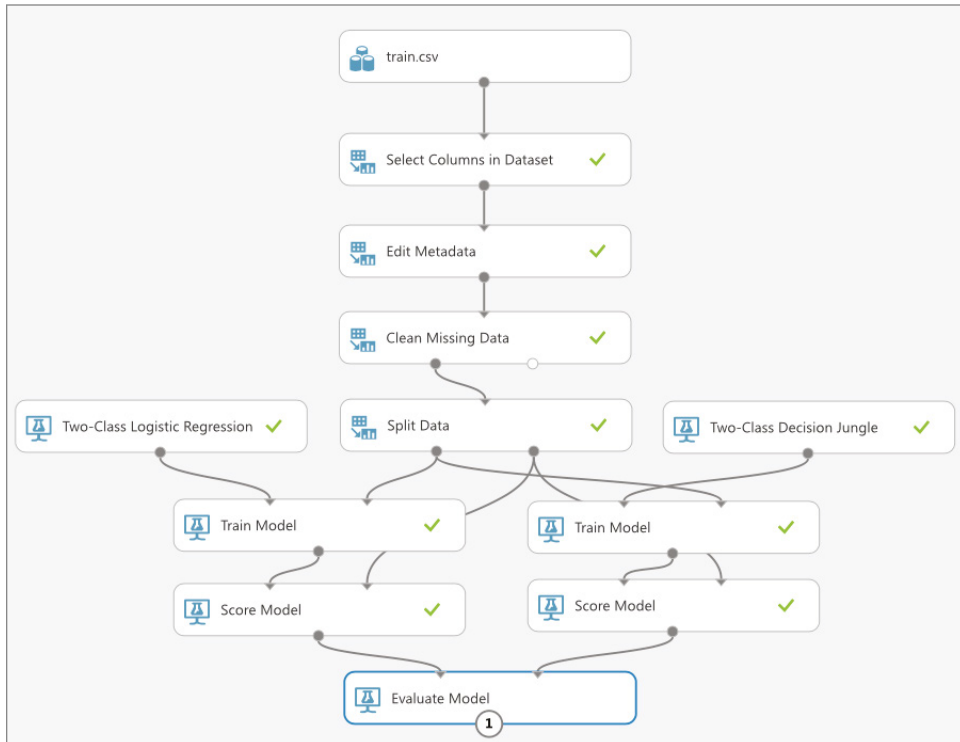 train.csv
Select Columns in Dataset
Edit Metadata
Clean Missing Data
Two-Class Logistic Regression
Split Data
Two-Class Decision Jungle
Train Model
Train Model
Score Model
Score Model
Evaluate Model
1